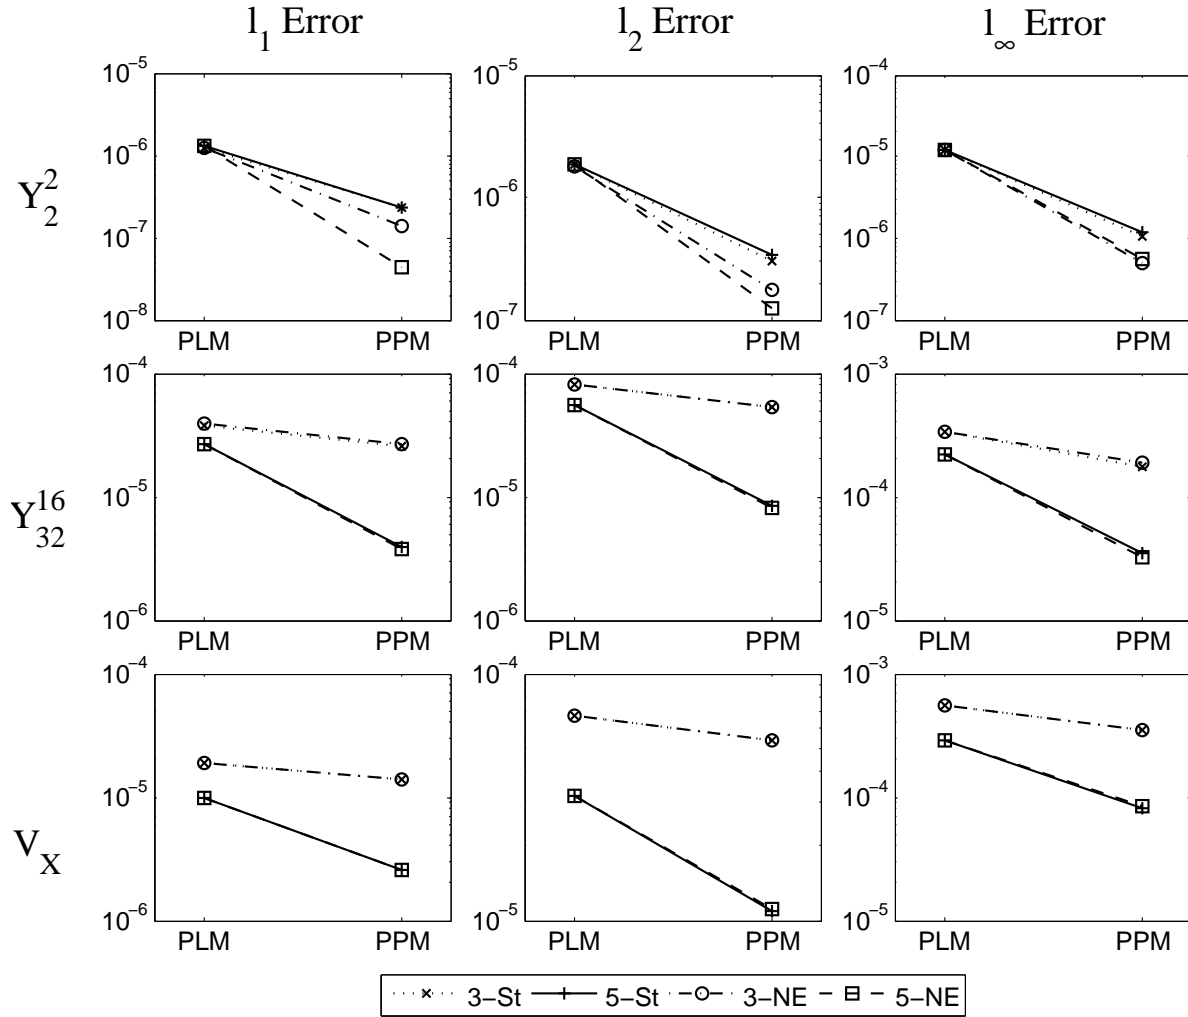 l₁ Error l₂ Error l∞ Error
Y₂²
10⁻⁵
10⁻⁶
10⁻⁷
10⁻⁸
PLM PPM
10⁻⁵
10⁻⁶
10⁻⁷
PLM PPM
10⁻⁴
10⁻⁵
10⁻⁶
10⁻⁷
PLM PPM
Y₃₂¹⁶
10⁻⁴
10⁻⁵
10⁻⁶
PLM PPM
10⁻⁴
10⁻⁵
10⁻⁶
PLM PPM
10⁻³
10⁻⁴
10⁻⁵
PLM PPM
V_X
10⁻⁴
10⁻⁵
10⁻⁶
PLM PPM
10⁻⁴
10⁻⁵
PLM PPM
10⁻³
10⁻⁴
10⁻⁵
PLM PPM
3−St 5−St 3−NE 5−NE